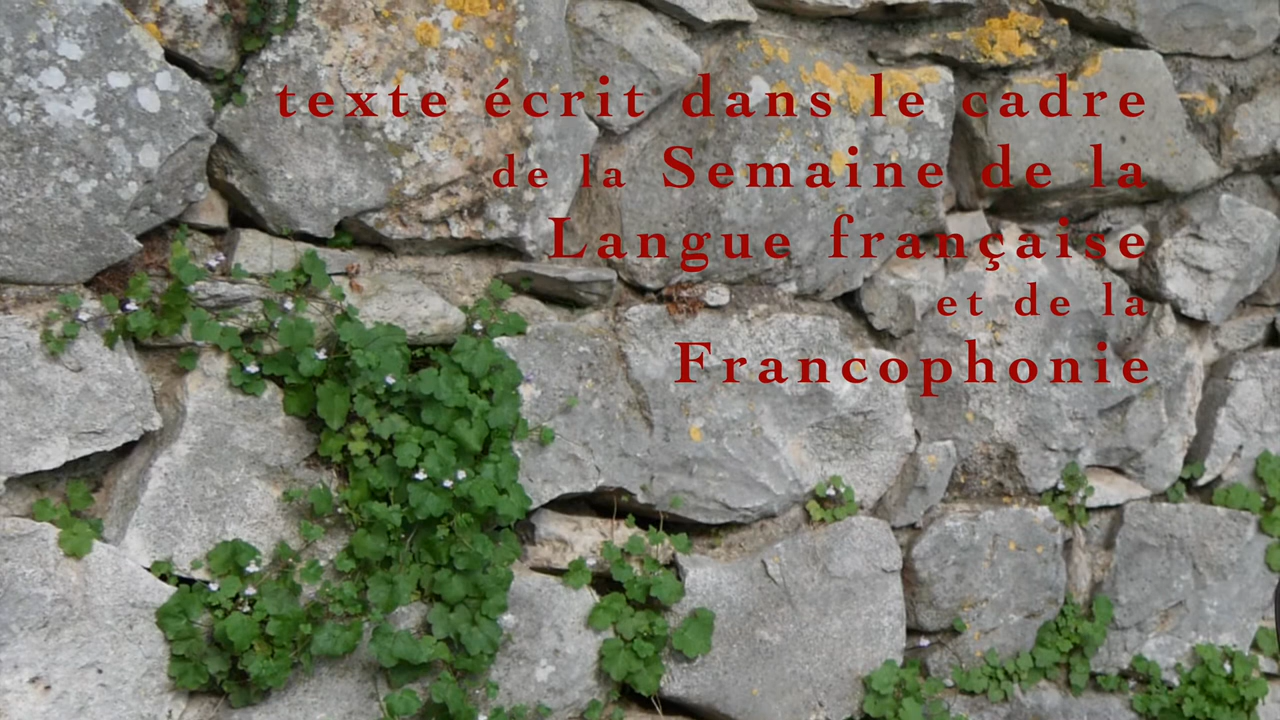 texte écrit dans le cadre
de la Semaine de la
Langue française
et de la
Francophonie